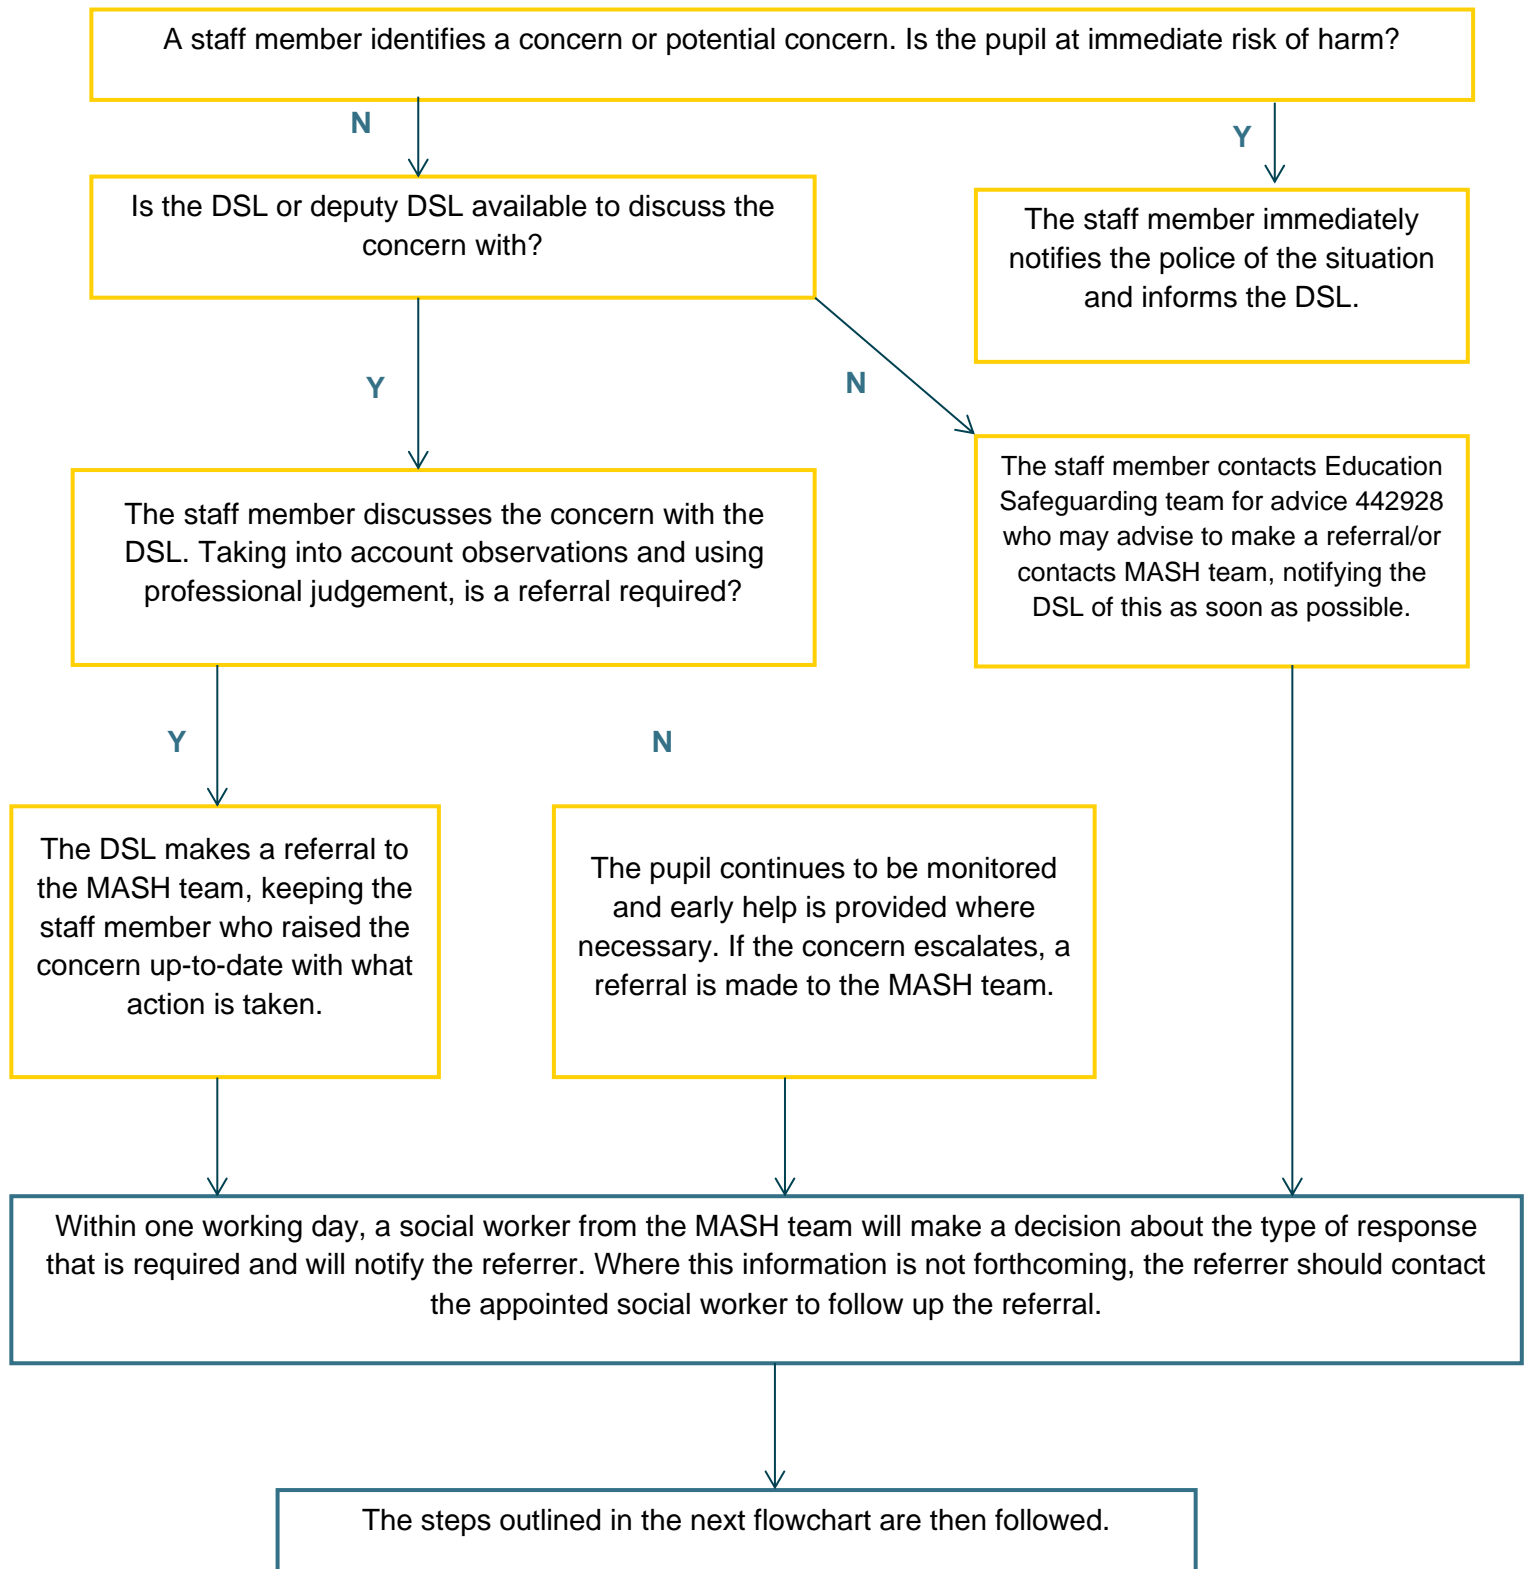 A staff member identifies a concern or potential concern. Is the pupil at immediate risk of harm?
N
Y
Is the DSL or deputy DSL available to discuss the
concern with?
The staff member immediately
notifies the police of the situation
and informs the DSL.
Y
N
The staff member discusses the concern with the
DSL. Taking into account observations and using
professional judgement, is a referral required?
The staff member contacts Education
Safeguarding team for advice 442928
who may advise to make a referral/or
contacts MASH team, notifying the
DSL of this as soon as possible.
Y
N
The DSL makes a referral to
the MASH team, keeping the
staff member who raised the
concern up-to-date with what
action is taken.
The pupil continues to be monitored
and early help is provided where
necessary. If the concern escalates, a
referral is made to the MASH team.
Within one working day, a social worker from the MASH team will make a decision about the type of response
that is required and will notify the referrer. Where this information is not forthcoming, the referrer should contact
the appointed social worker to follow up the referral.
The steps outlined in the next flowchart are then followed.